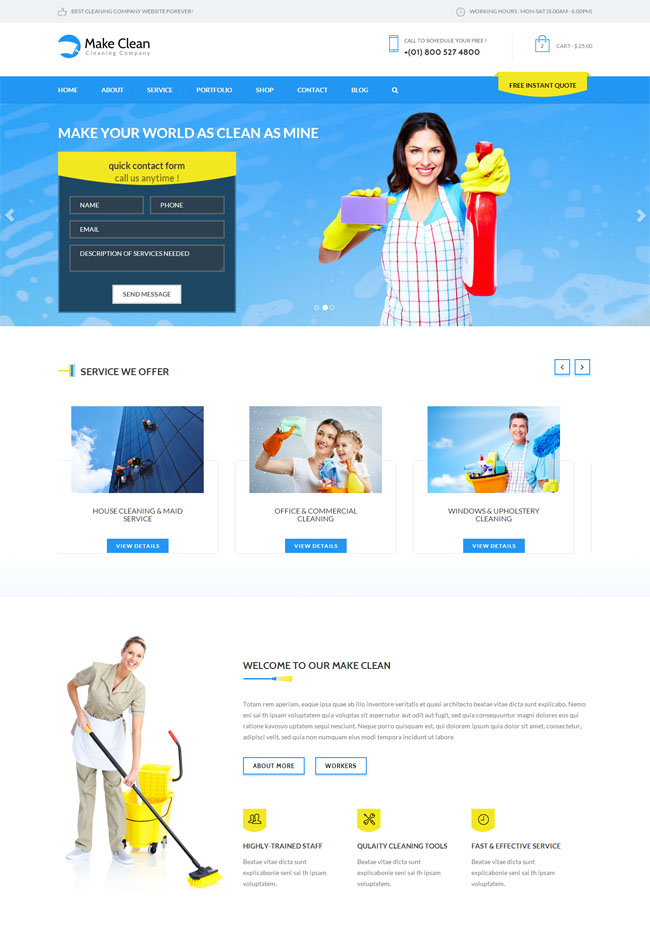 BEST CLEANING COMPANY WEBSITE FOREVER!
WORKING HOURS : MON-SAT (8.00AM - 6.00PM)
Make Clean
Cleaning Company
CALL TO SCHEDULE YOUR FREE !
+(01) 800 527 4800
2
CART - $ 25.00
HOME
ABOUT
SERVICE
PORTFOLIO
SHOP
CONTACT
BLOG
FREE INSTANT QUOTE
MAKE YOUR WORLD AS CLEAN AS MINE
quick contact form
call us anytime !
NAME
PHONE
EMAIL
DESCRIPTION OF SERVICES NEEDED
SEND MESSAGE
SERVICE WE OFFER
HOUSE CLEANING & MAID
SERVICE
VIEW DETAILS
OFFICE & COMMERCIAL
CLEANING
VIEW DETAILS
WINDOWS & UPHOLSTERY
CLEANING
VIEW DETAILS
WELCOME TO OUR MAKE CLEAN
Totam rem aperiam, eaque ipsa quae ab illo inventore veritatis et quasi architecto beatae vitae dicta sunt explicabo. Nemo
eni sal th ipsam voluptatem quia voluptas sit aspernatur aut odit aut fugit, sed quia consequuntur magni dolores eos qui
ratione kavosvo uptatem sequi nesciunt. Neque porro quisquam est, qui dolorem ipsum quia dolor sit amet, consectetur,
adipisci velit, sed quia non numquam eius modi tempora incidunt ut labore
ABOUT MORE
WORKERS
HIGHLY-TRAINED STAFF
Beatae vitae dicta sunt
explicabonie seni sal th ipsam
voluptatem.
QULAITY CLEANING TOOLS
Beatae vitae dicta sunt
explicabonie seni sal th ipsam
voluptatem.
FAST & EFFECTIVE SERVICE
Beatae vitae dicta sunt
explicabonie seni sal th ipsam
voluptatem.